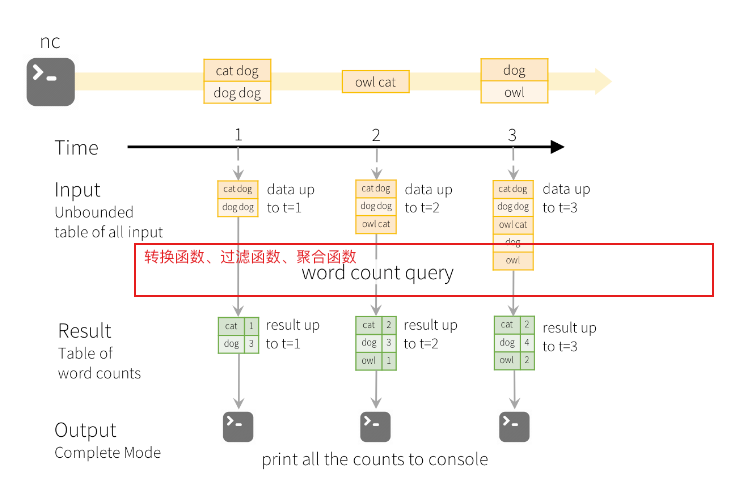 nc
cat dog
dog dog
owl cat
dog
owl
Time
1
2
3
Input
Unbounded
table of all input
cat dog
dog dog
data up
to t=1
cat dog
dog dog
owl cat
data up
to t=2
cat dog
dog dog
owl cat
dog
owl
data up
to t=3
转换函数、过滤函数、聚合函数
word count query
Result
Table of
word counts
cat 1
dog 3
result up
to t=1
cat 2
dog 3
owl 1
result up
to t=2
cat 2
dog 4
owl 2
result up
to t=3
Output
Complete Mode
print all the counts to console